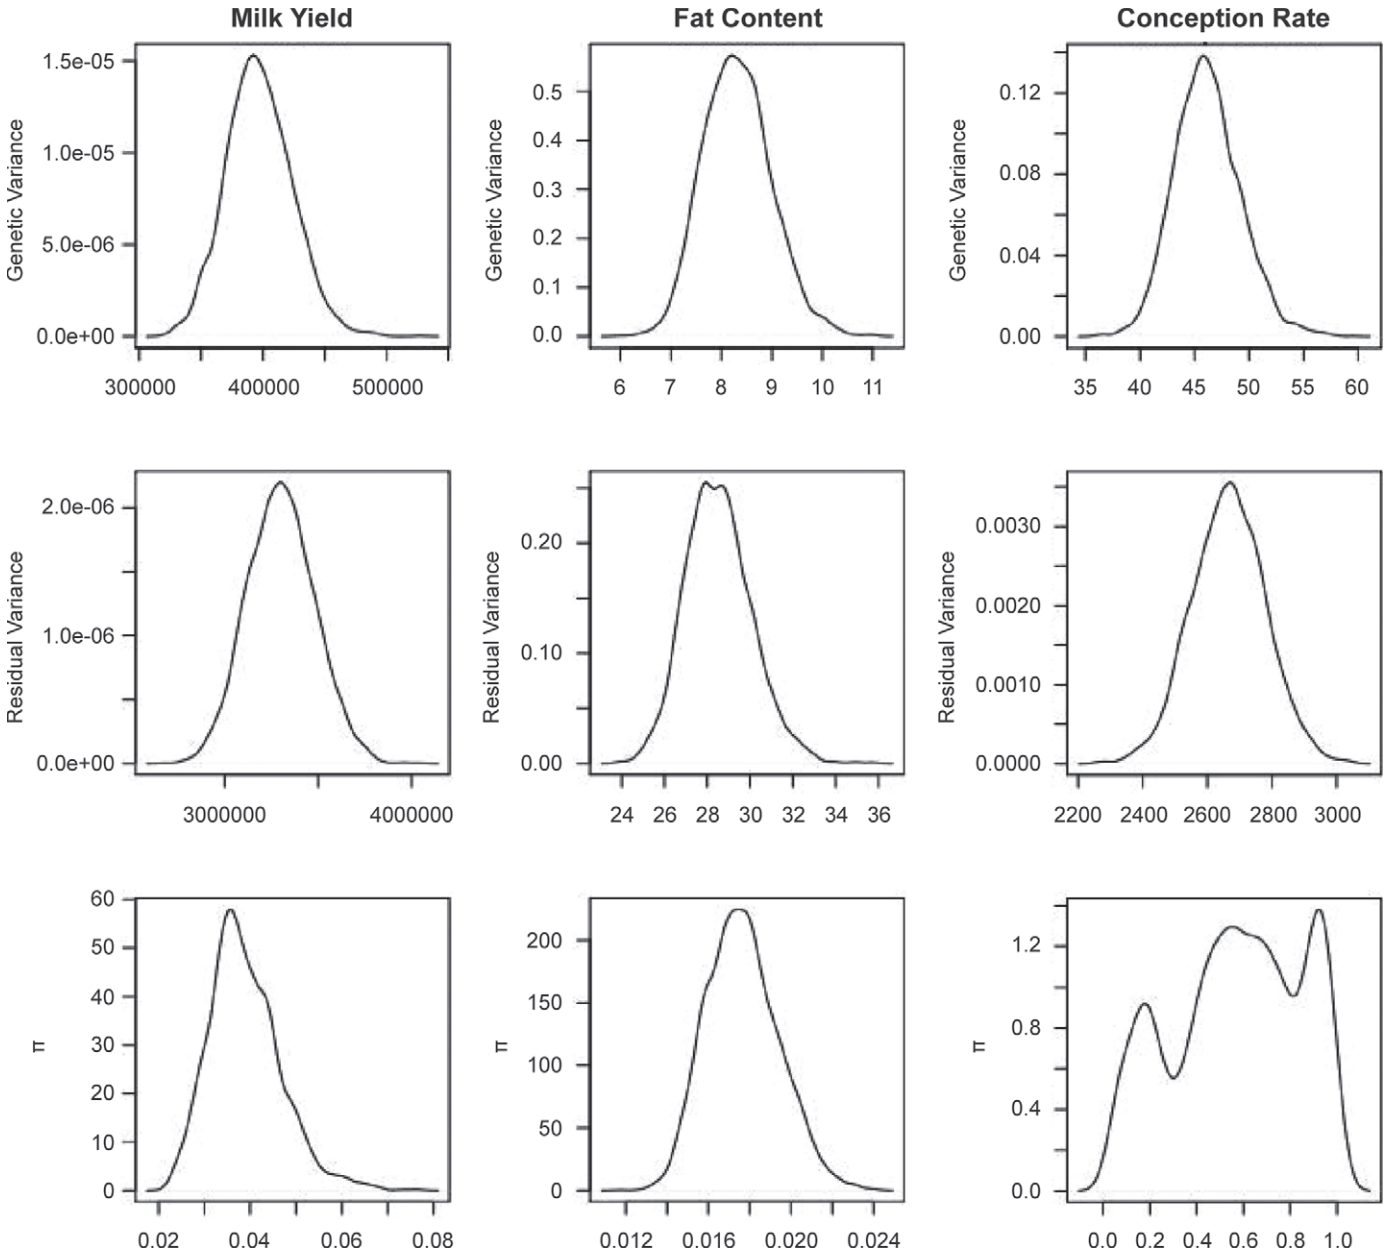 Milk Yield Fat Content Conception Rate
Genetic Variance
1.5e-05
1.0e-05
5.0e-06
0.0e+00
300000 400000 500000
Genetic Variance
0.5
0.4
0.3
0.2
0.1
0.0
6 7 8 9 10 11
Genetic Variance
0.12
0.08
0.04
0.00
35 40 45 50 55 60
Residual Variance
2.0e-06
1.0e-06
0.0e+00
3000000 4000000
Residual Variance
0.20
0.10
0.00
24 26 28 30 32 34 36
Residual Variance
0.0030
0.0020
0.0010
0.0000
2200 2400 2600 2800 3000
π
60
50
40
30
20
10
0
0.02 0.04 0.06 0.08
π
200
150
100
50
0
0.012 0.016 0.020 0.024
π
1.2
0.8
0.4
0.0
0.0 0.2 0.4 0.6 0.8 1.0